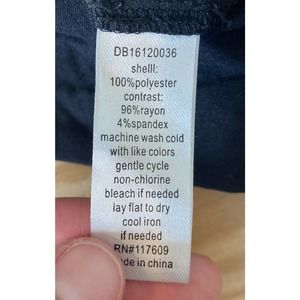 DB16120036
shelll:
100%polyester
contrast:
96%rayon
4%spandex
machine wash cold
with like colors
gentle cycle
non-chlorine
bleach if needed
lay flat to dry
cool iron
if needed
RN#117609
in china